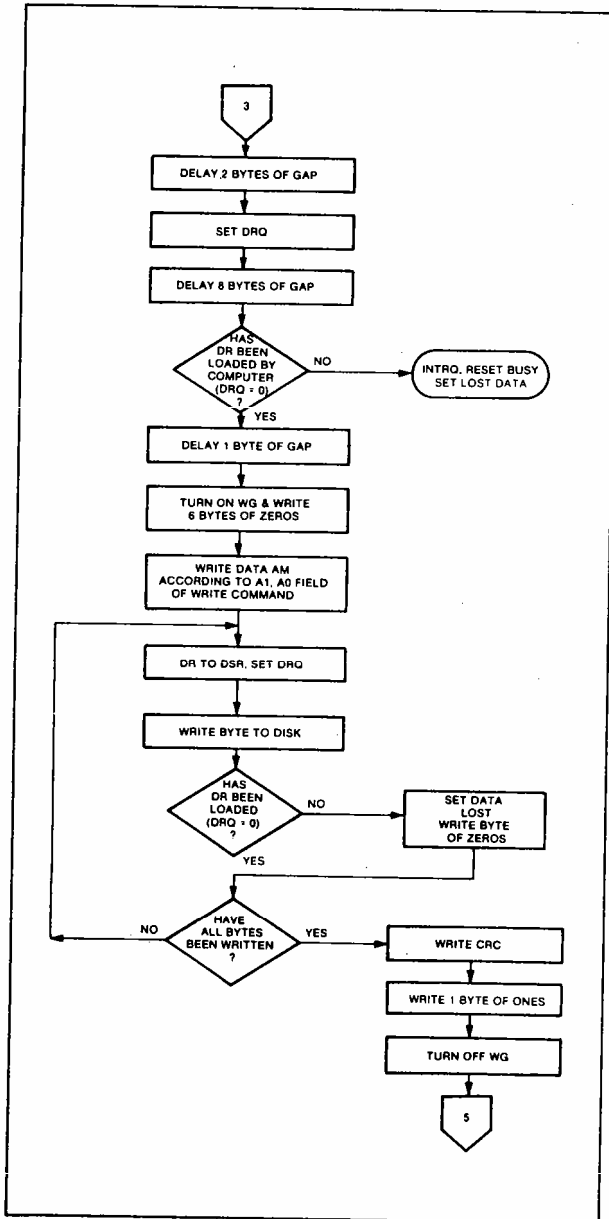 3
DELAY 2 BYTES OF GAP
SET DRQ
DELAY 8 BYTES OF GAP
HAS
DR BEEN
LOADED BY
COMPUTER
(DRQ = 0)
?
NO
INTRQ. RESET BUSY
SET LOST DATA
YES
DELAY 1 BYTE OF GAP
TURN ON WG & WRITE
6 BYTES OF ZEROS
WRITE DATA AM
ACCORDING TO A1, A0 FIELD
OF WRITE COMMAND
DR TO DSR, SET DRQ
WRITE BYTE TO DISK
HAS
DR BEEN
LOADED
(DRQ = 0)
?
NO
SET DATA
LOST
WRITE BYTE
OF ZEROS
YES
HAVE
ALL BYTES
BEEN WRITTEN
?
NO
YES
WRITE CRC
WRITE 1 BYTE OF ONES
TURN OFF WG
5